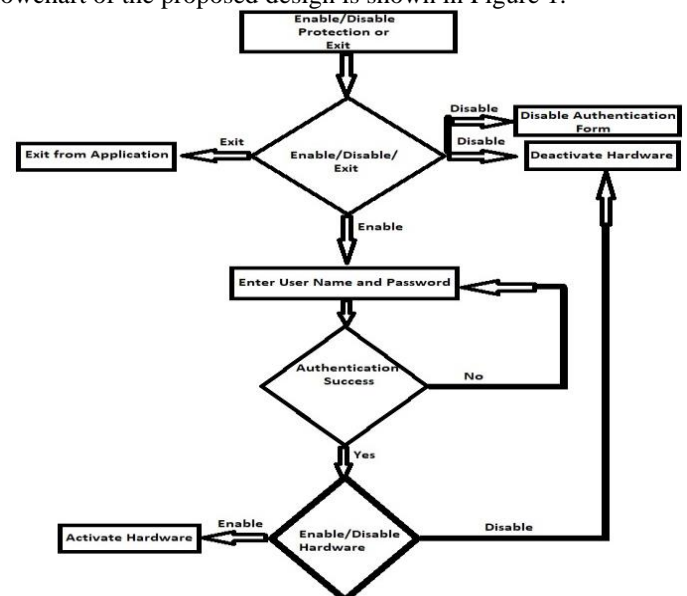 owchart of the proposed design is shown in Figure 1.
Enable/Disable
Protection or
Exit
Disable
Disable Authentication
Form
Exit
Exit from Application
Enable/Disable/
Exit
Disable
Deactivate Hardware
Enable
Enter User Name and Password
Authentication
Success
No
Yes
Enable
Activate Hardware
Enable/Disable
Hardware
Disable